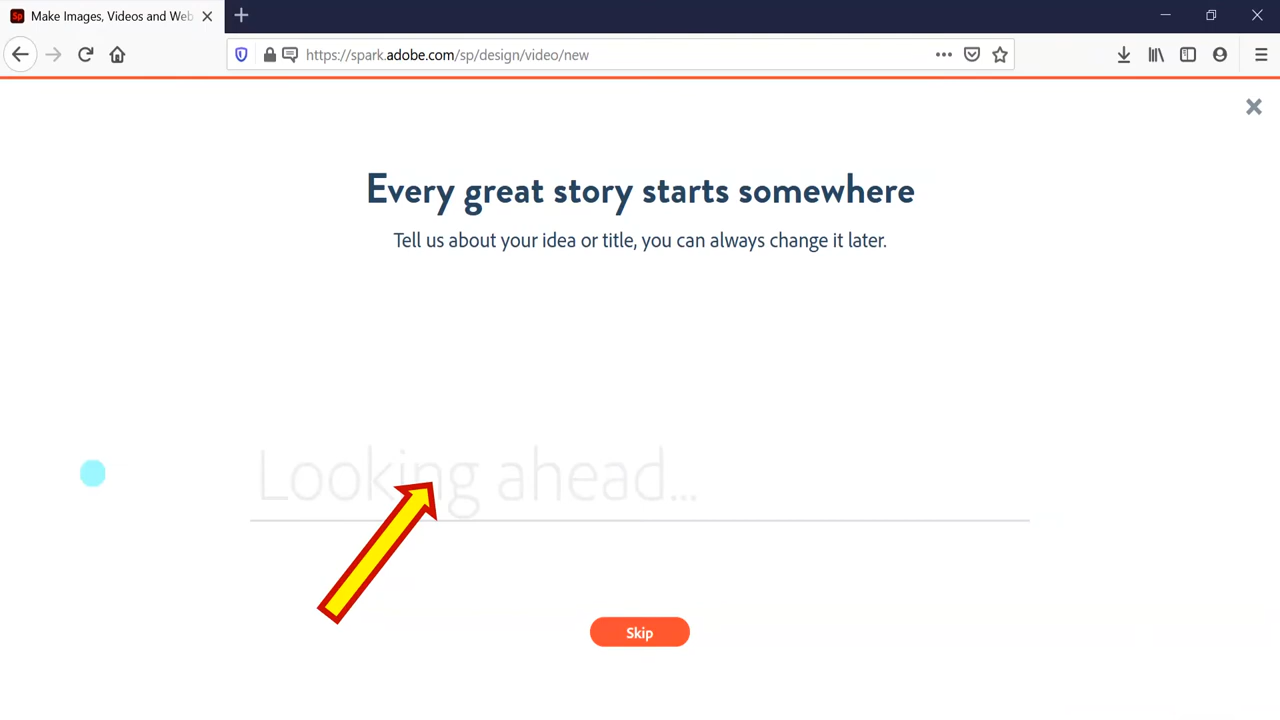 Sp Make Images, Videos and Web
https://spark.adobe.com/sp/design/video/new
Every great story starts somewhere
Tell us about your idea or title, you can always change it later.
Looking ahead...
Skip